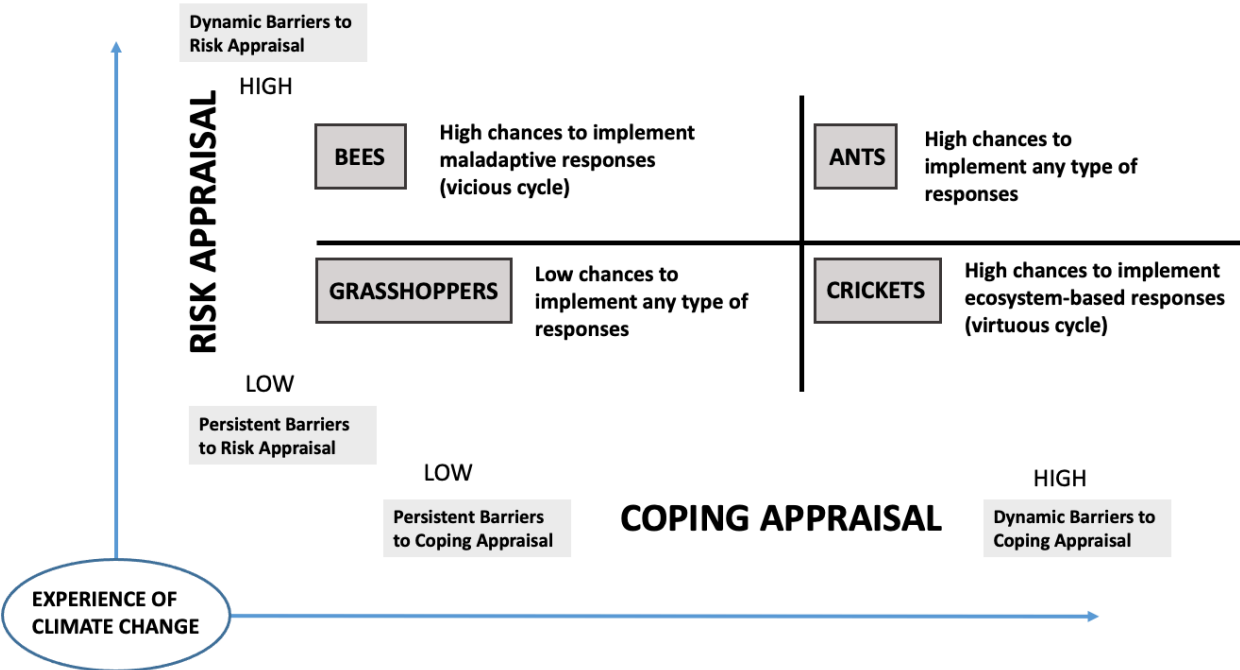 Dynamic Barriers to
Risk Appraisal
HIGH
RISK APPRAISAL
BEES
High chances to implement
maladaptive responses
(vicious cycle)
ANTS
High chances to
implement any type of
responses
GRASSHOPPERS
Low chances to
implement any type of
responses
CRICKETS
High chances to implement
ecosystem-based responses
(virtuous cycle)
LOW
Persistent Barriers
to Risk Appraisal
LOW
Persistent Barriers
to Coping Appraisal
COPING APPRAISAL
HIGH
Dynamic Barriers to
Coping Appraisal
EXPERIENCE OF
CLIMATE CHANGE